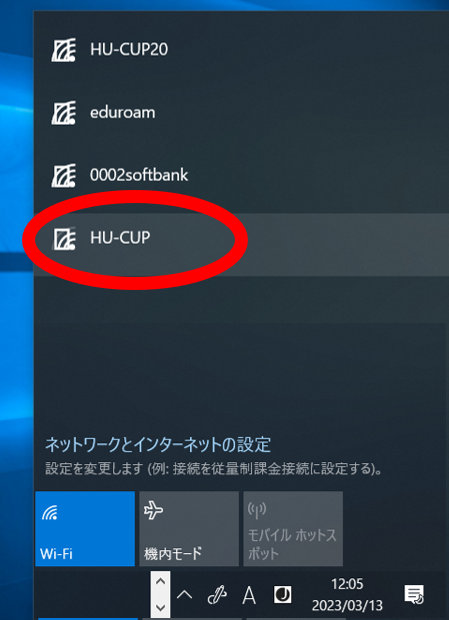 HU-CUP20
eduroam
0002softbank
HU-CUP
ネットワークとインターネットの設定
設定を変更します (例: 接続を従量制課金接続に設定する)。
Wi-Fi
機内モード
モバイル ホットス
ポット
A
12:05
2023/03/13